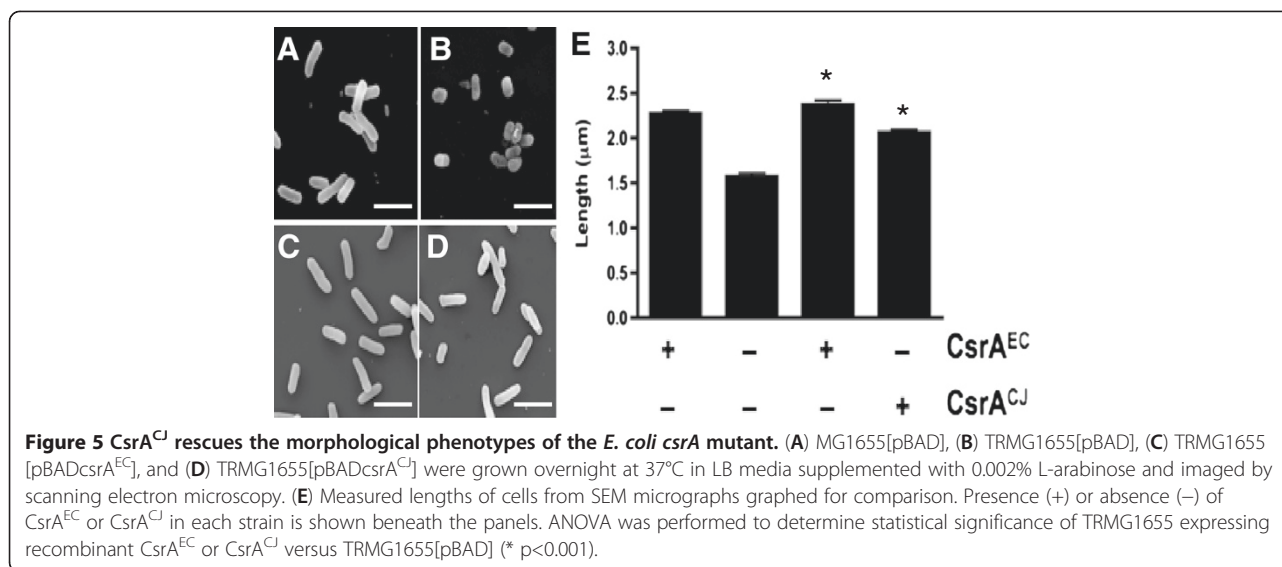 A
B
C
D
E
Length (μm)
3.0
2.5
2.0
1.5
1.0
0.5
0.0
*
*
+ – + – CsrA^EC
– – – + CsrA^CJ
Figure 5 CsrA^CJ rescues the morphological phenotypes of the E. coli csrA mutant. (A) MG1655[pBAD], (B) TRMG1655[pBAD], (C) TRMG1655
[pBADcsrA^EC], and (D) TRMG1655[pBADcsrA^CJ] were grown overnight at 37°C in LB media supplemented with 0.002% L-arabinose and imaged by
scanning electron microscopy. (E) Measured lengths of cells from SEM micrographs graphed for comparison. Presence (+) or absence (−) of
CsrA^EC or CsrA^CJ in each strain is shown beneath the panels. ANOVA was performed to determine statistical significance of TRMG1655 expressing
recombinant CsrA^EC or CsrA^CJ versus TRMG1655[pBAD] (* p<0.001).